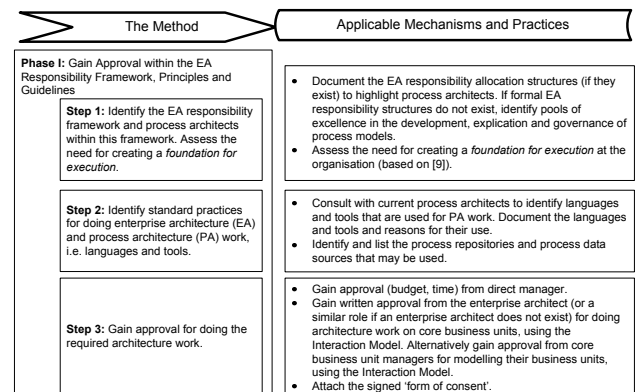 The Method
Applicable Mechanisms and Practices
Phase I: Gain Approval within the EA
Responsibility Framework, Principles and
Guidelines
Step 1: Identify the EA responsibility
framework and process architects
within this framework. Assess the
need for creating a foundation for
execution.
• Document the EA responsibility allocation structures (if they
exist) to highlight process architects. If formal EA
responsibility structures do not exist, identify pools of
excellence in the development, explication and governance of
process models.
• Assess the need for creating a foundation for execution at the
organisation (based on [9]).
Step 2: Identify standard practices
for doing enterprise architecture (EA)
and process architecture (PA) work,
i.e. languages and tools.
• Consult with current process architects to identify languages
and tools that are used for PA work. Document the languages
and tools and reasons for their use.
• Identify and list the process repositories and process data
sources that may be used.
Step 3: Gain approval for doing the
required architecture work.
• Gain approval (budget, time) from direct manager.
• Gain written approval from the enterprise architect (or a
similar role if an enterprise architect does not exist) for doing
architecture work on core business units, using the
Interaction Model. Alternatively gain approval from core
business unit managers for modelling their business units,
using the Interaction Model.
• Attach the signed 'form of consent'.